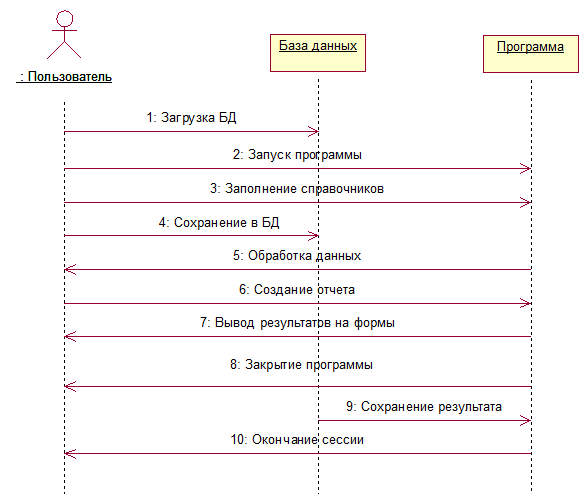 База данных
Программа
: Пользователь
1: Загрузка БД
2: Запуск программы
3: Заполнение справочников
4: Сохранение в БД
5: Обработка данных
6: Создание отчета
7: Вывод результатов на формы
8: Закрытие программы
9: Сохранение результата
10: Окончание сессии